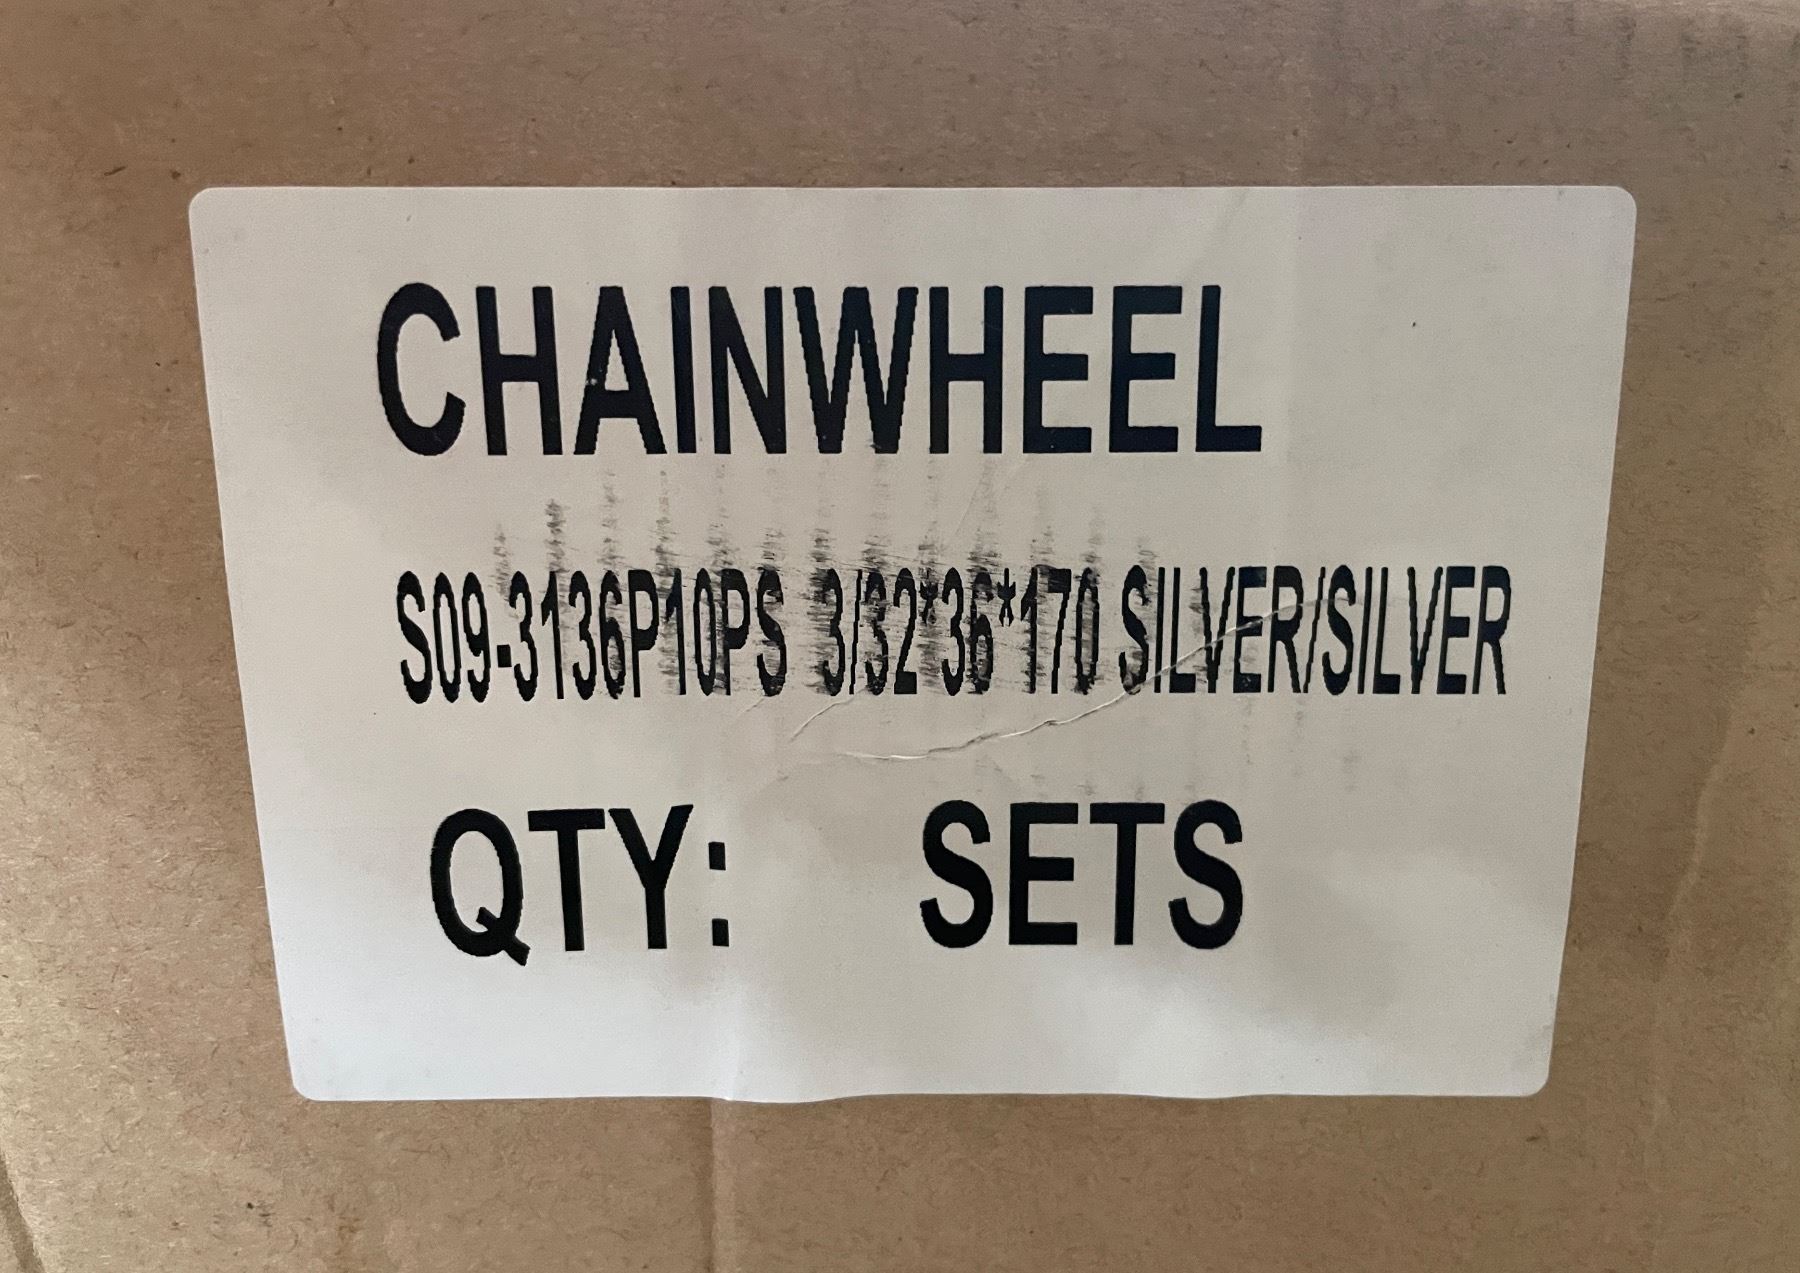 CHAINWHEEL
S09-3136P10PS 3/32*36*170 SILVER/SILVER
QTY: SETS